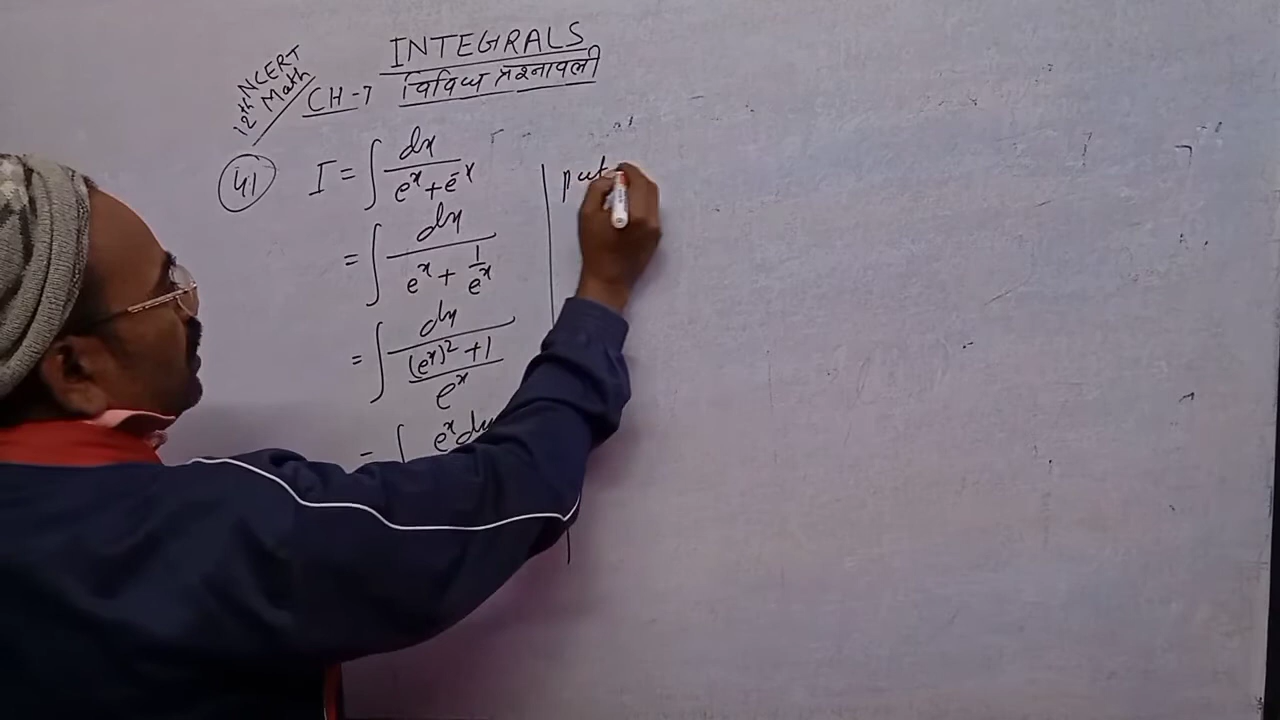 INTEGRALS
12th NCERT Math
CH-7 विविध प्रश्नावली
41 I = ∫ dx / (e^x + e^-x)
= ∫ dx / (e^x + 1/e^x)
= ∫ dx / (((e^x)^2 + 1) / e^x)
= ∫ e^x dx
put